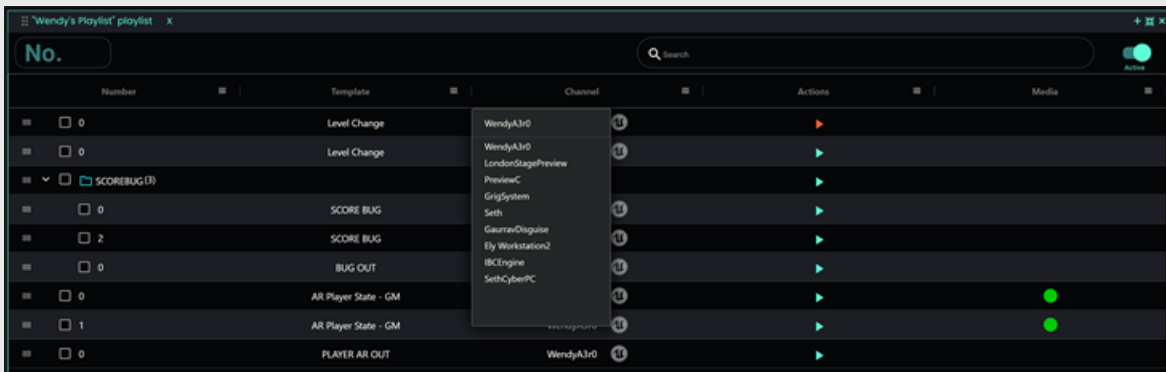 "Wendy's Playlist" playlist X
No.
Search
Active
Number Template Channel Actions Media
0 Level Change WendyA3r0
0 Level Change WendyA3r0
LondonStagePreview
SCOREBUG (3) PreviewC
GrigSystem
0 SCORE BUG Seth
GaurravDisguise
2 SCORE BUG Ely Workstation2
0 BUG OUT IBCEngine
SethCyberPC
0 AR Player State - GM
1 AR Player State - GM WendyA3r0
0 PLAYER AR OUT WendyA3r0